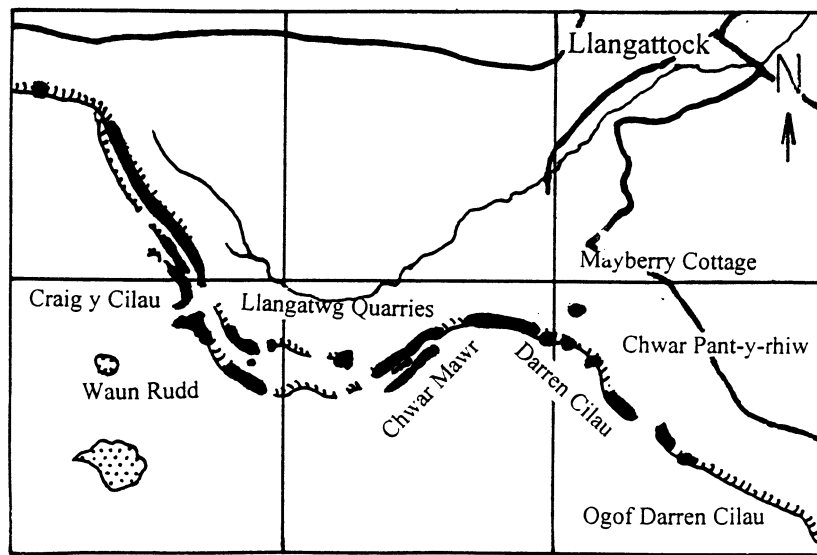 Llangattock
N
Mayberry Cottage
Craig y Cilau
Llangatwg Quarries
Chwar Pant-y-rhiw
Waun Rudd
Chwar Mawr
Darren Cilau
Ogof Darren Cilau